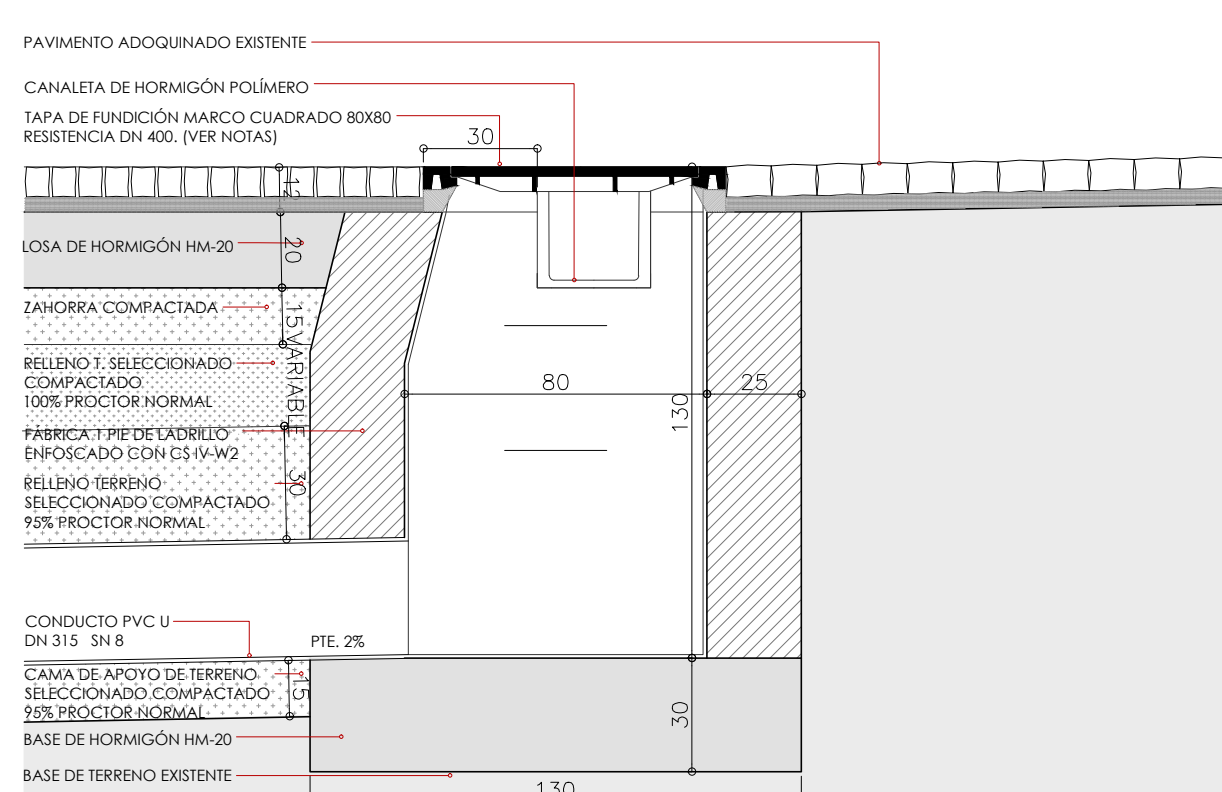 PAVIMENTO ADOQUINADO EXISTENTE
CANALETA DE HORMIGÓN POLÍMERO
TAPA DE FUNDICIÓN MARCO CUADRADO 80X80
RESISTENCIA DN 400. (VER NOTAS)
30
12
LOSA DE HORMIGÓN HM-20
20
ZAHORRA COMPACTADA
15
VARIABLE
RELLENO T. SELECCIONADO
COMPACTADO
100% PROCTOR NORMAL
80
25
130
FÁBRICA 1 PIE DE LADRILLO
ENFOSCADO CON CS IV-W2
30
RELLENO TERRENO
SELECCIONADO COMPACTADO
95% PROCTOR NORMAL
CONDUCTO PVC U
DN 315 SN 8
PTE. 2%
CAMA DE APOYO DE TERRENO
SELECCIONADO COMPACTADO
95% PROCTOR NORMAL
15
30
BASE DE HORMIGÓN HM-20
BASE DE TERRENO EXISTENTE
130